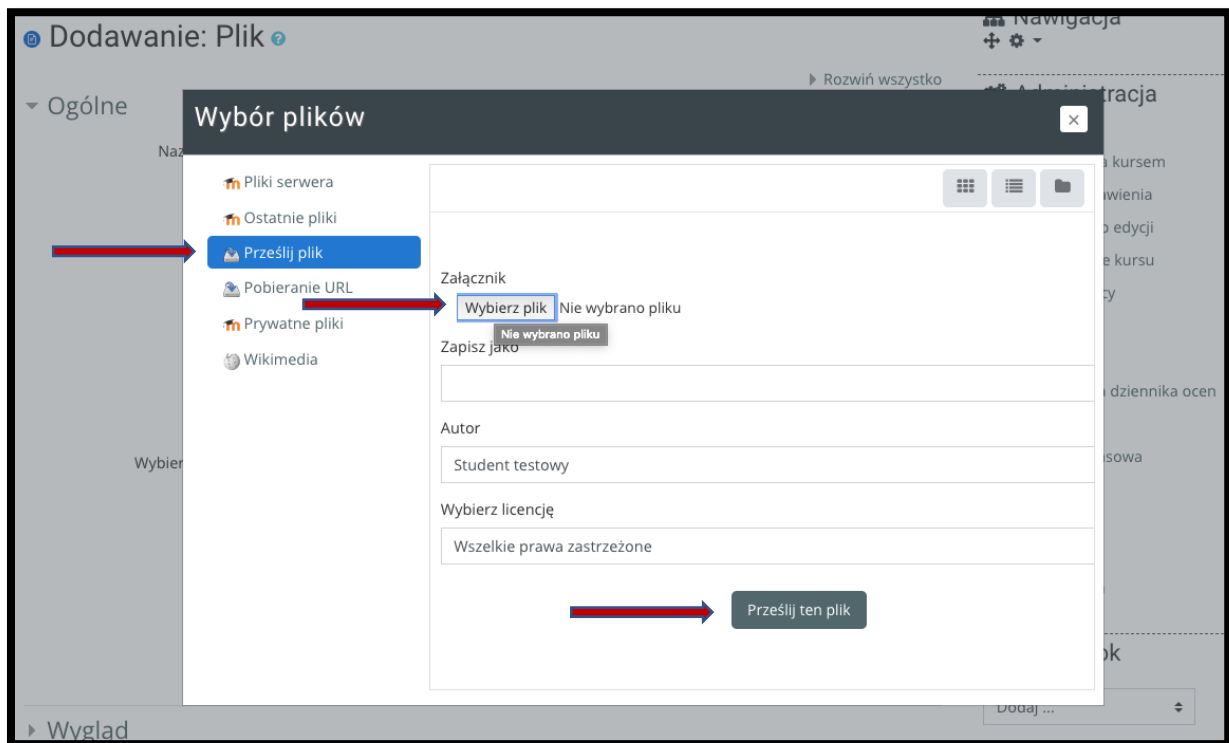 Dodawanie: Plik
Nawigacja
Rozwiń wszystko
Ogólne
Wybór plików
×
Pliki serwera
Ostatnie pliki
Prześlij plik
Pobieranie URL
Prywatne pliki
Wikimedia
Załącznik
Wybierz plik Nie wybrano pliku
Nie wybrano pliku
Zapisz jako
Autor
Student testowy
Wybierz licencję
Wszelkie prawa zastrzeżone
Prześlij ten plik
kursem
edycji
kursu
dziennika ocen
Dodaj ...
Wygląd